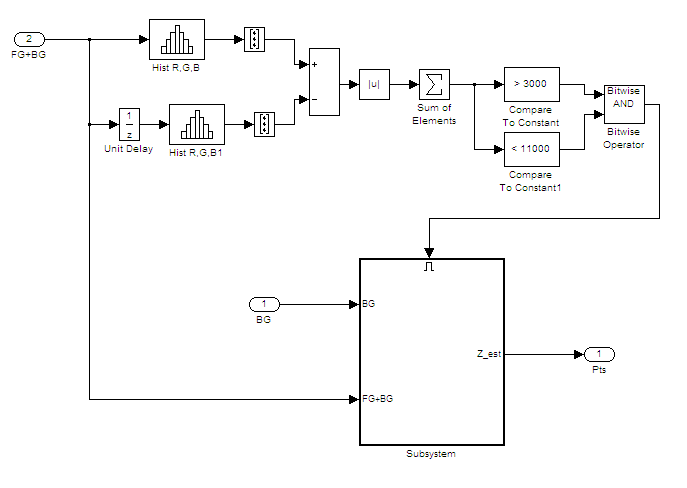 2
FG+BG
Hist R,G,B
1
z
Unit Delay
Hist R,G,B1
+
−
|u|
Σ
Sum of
Elements
> 3000
Compare
To Constant
< 11000
Compare
To Constant1
Bitwise
AND
Bitwise
Operator
1
BG
BG
FG+BG
Z_est
Subsystem
1
Pts